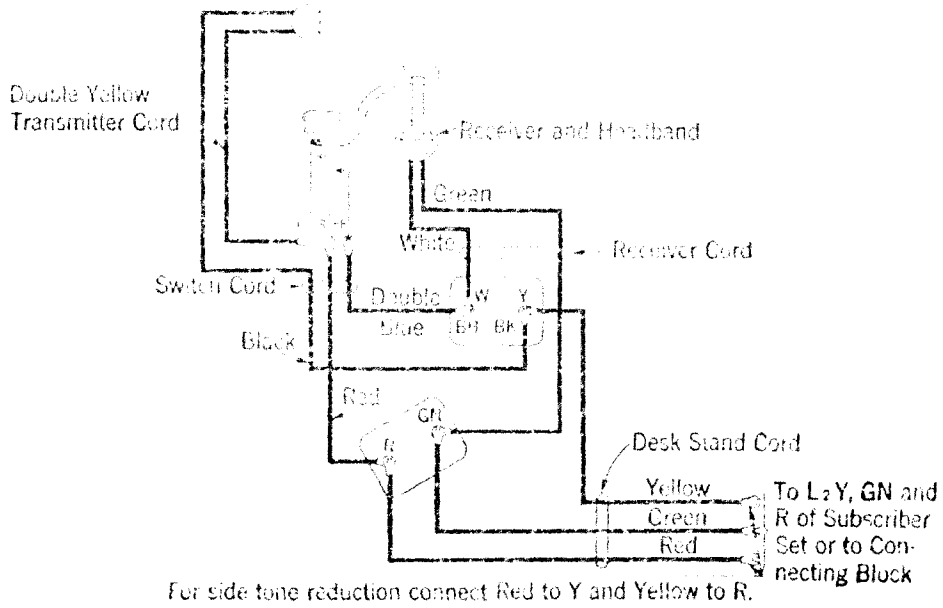 Double Yellow
Transmitter Cord
Receiver and Headband
Green
White
Receiver Cord
Switch Cord
Double
Blue
W
Y
BK
Black
Red
GN
R
Desk Stand Cord
Yellow
Green
Red
To L2Y, GN and
R of Subscriber
Set or to Con-
necting Block
For side tone reduction connect Red to Y and Yellow to R.